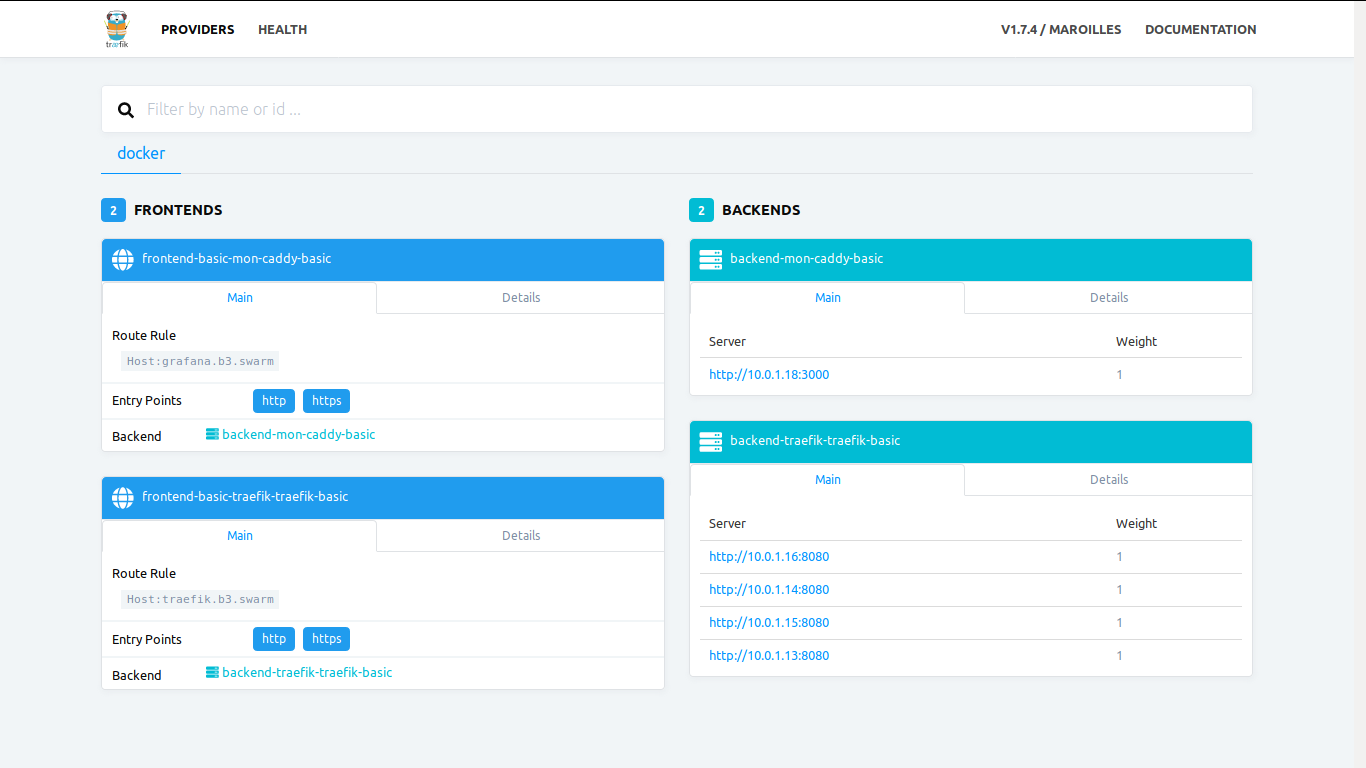 træfik
PROVIDERS HEALTH V1.7.4 / MAROILLES DOCUMENTATION
Filter by name or id ...
docker
2 FRONTENDS
frontend-basic-mon-caddy-basic
Main Details
Route Rule
Host:grafana.b3.swarm
Entry Points http https
Backend backend-mon-caddy-basic
frontend-basic-traefik-traefik-basic
Main Details
Route Rule
Host:traefik.b3.swarm
Entry Points http https
Backend backend-traefik-traefik-basic
2 BACKENDS
backend-mon-caddy-basic
Main Details
Server Weight
http://10.0.1.18:3000 1
backend-traefik-traefik-basic
Main Details
Server Weight
http://10.0.1.16:8080 1
http://10.0.1.14:8080 1
http://10.0.1.15:8080 1
http://10.0.1.13:8080 1